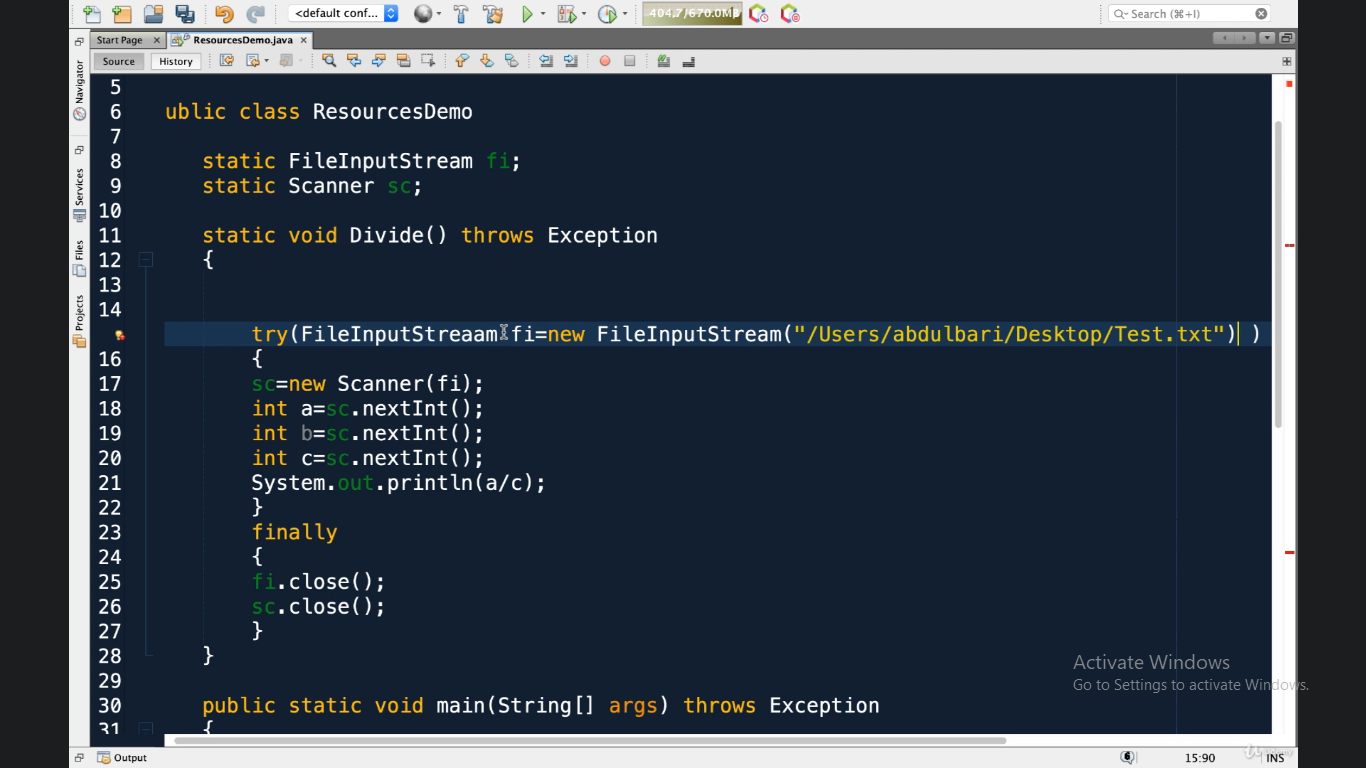 <default conf...
404.7/670.0MB
Search (⌘+I)
Start Page
ResourcesDemo.java
Source
History
Navigator
Services
Files
Projects
5
6 ublic class ResourcesDemo
7
8 static FileInputStream fi;
9 static Scanner sc;
10
11 static void Divide() throws Exception
12 {
13
14
try(FileInputStreaam fi=new FileInputStream("/Users/abdulbari/Desktop/Test.txt") )
16 {
17 sc=new Scanner(fi);
18 int a=sc.nextInt();
19 int b=sc.nextInt();
20 int c=sc.nextInt();
21 System.out.println(a/c);
22 }
23 finally
24 {
25 fi.close();
26 sc.close();
27 }
28 }
29
30 public static void main(String[] args) throws Exception
31 {
Activate Windows
Go to Settings to activate Windows.
Output
6
15:90
INS